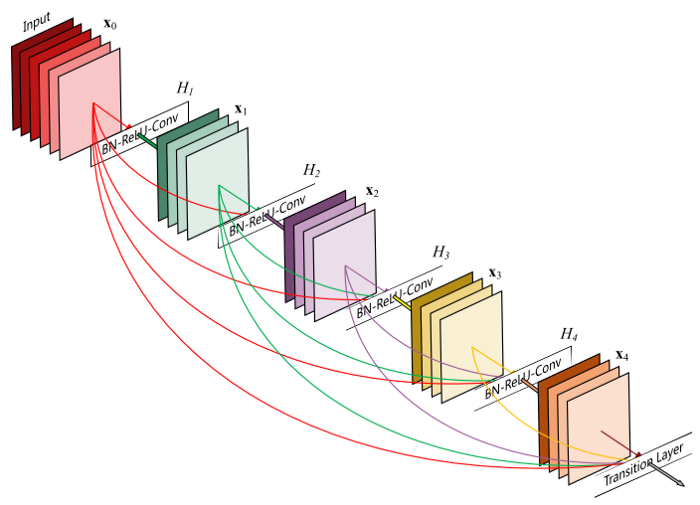 Input
x0
H1
BN-ReLU-Conv
x1
H2
BN-ReLU-Conv
x2
H3
BN-ReLU-Conv
x3
H4
BN-ReLU-Conv
x4
Transition Layer